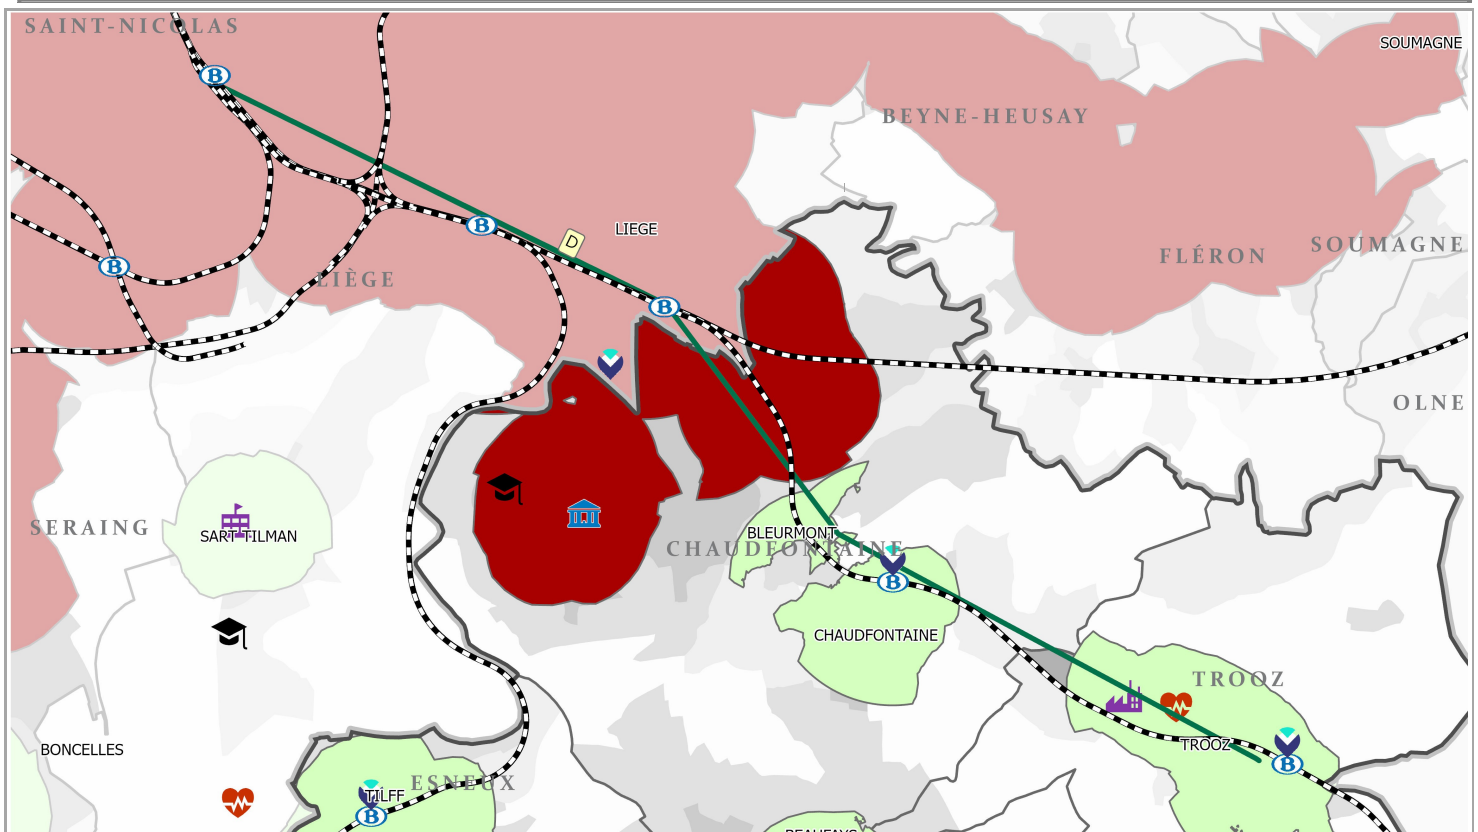 SAINT-NICOLAS
SOUMAGNE
B
BEYNE-HEUSAY
B
D
LIEGE
SOUMAGNE
FLÉRON
B
LIÈGE
B
OLNE
SERAING
SART-TILMAN
BLEURMONT
CHAUDFONTAINE
B
CHAUDFONTAINE
TROOZ
TROOZ
BONCELLES
B
ESNEUX
TILFF
B
BEAUFAYS